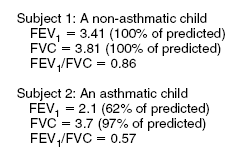 Subject 1: A non-asthmatic child
FEV₁ = 3.41 (100% of predicted)
FVC = 3.81 (100% of predicted)
FEV₁/FVC = 0.86
Subject 2: An asthmatic child
FEV₁ = 2.1 (62% of predicted)
FVC = 3.7 (97% of predicted)
FEV₁/FVC = 0.57